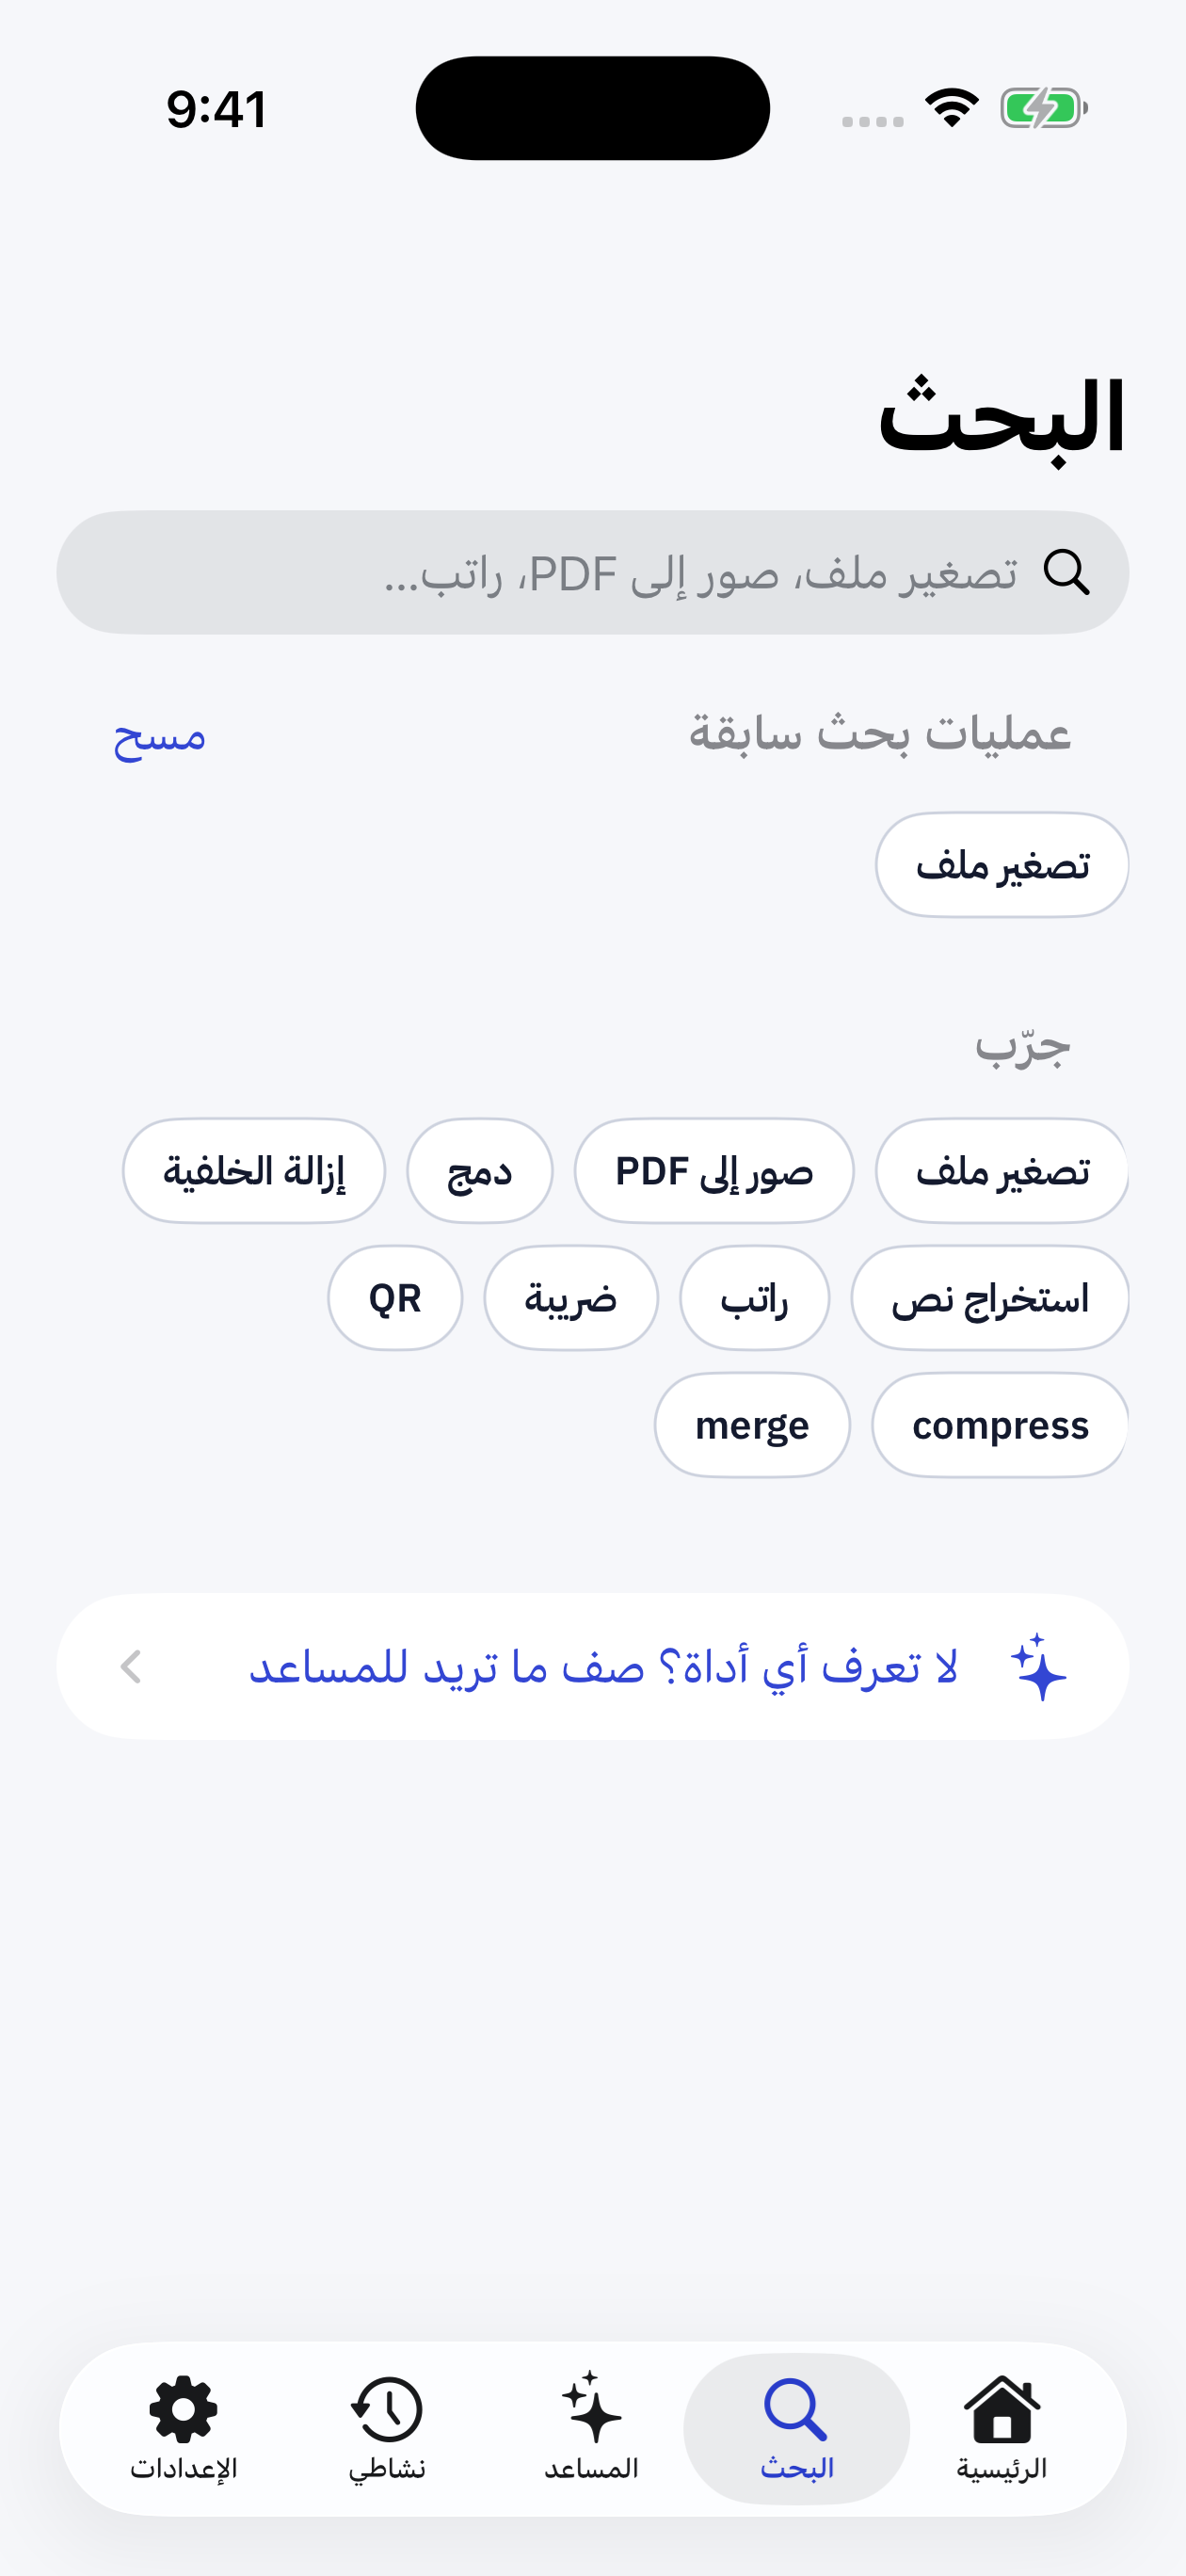 9:41
البحث
تصغير ملف، صور إلى PDF، راتب...
عمليات بحث سابقة
مسح
تصغير ملف
جرّب
تصغير ملف
صور إلى PDF
دمج
إزالة الخلفية
استخراج نص
راتب
ضريبة
QR
compress
merge
لا تعرف أي أداة؟ صف ما تريد للمساعد
الرئيسية
البحث
المساعد
نشاطي
الإعدادات